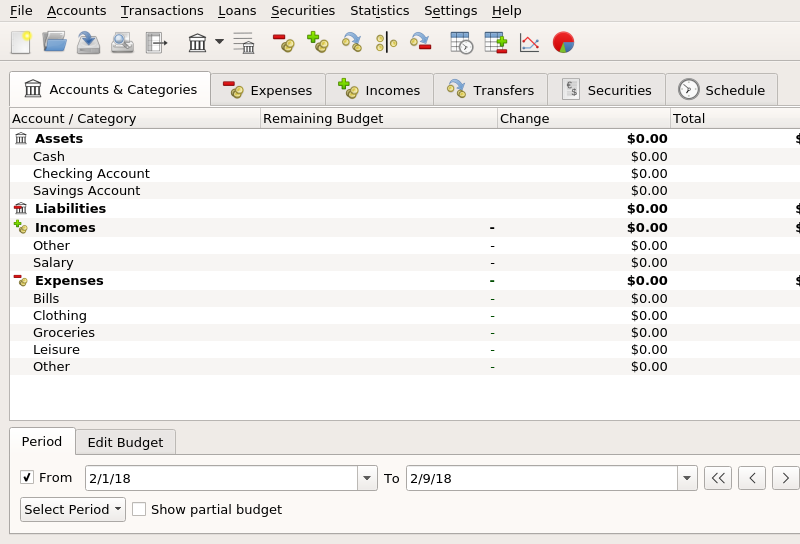 File Accounts Transactions Loans Securities Statistics Settings Help
Accounts & Categories Expenses Incomes Transfers Securities Schedule
Account / Category Remaining Budget Change Total
Assets $0.00 $
Cash $0.00
Checking Account $0.00
Savings Account $0.00
Liabilities $0.00 $
Incomes - $0.00 $
Other - $0.00
Salary - $0.00
Expenses - $0.00 $
Bills - $0.00
Clothing - $0.00
Groceries - $0.00
Leisure - $0.00
Other - $0.00
Period Edit Budget
From 2/1/18 To 2/9/18
Select Period Show partial budget